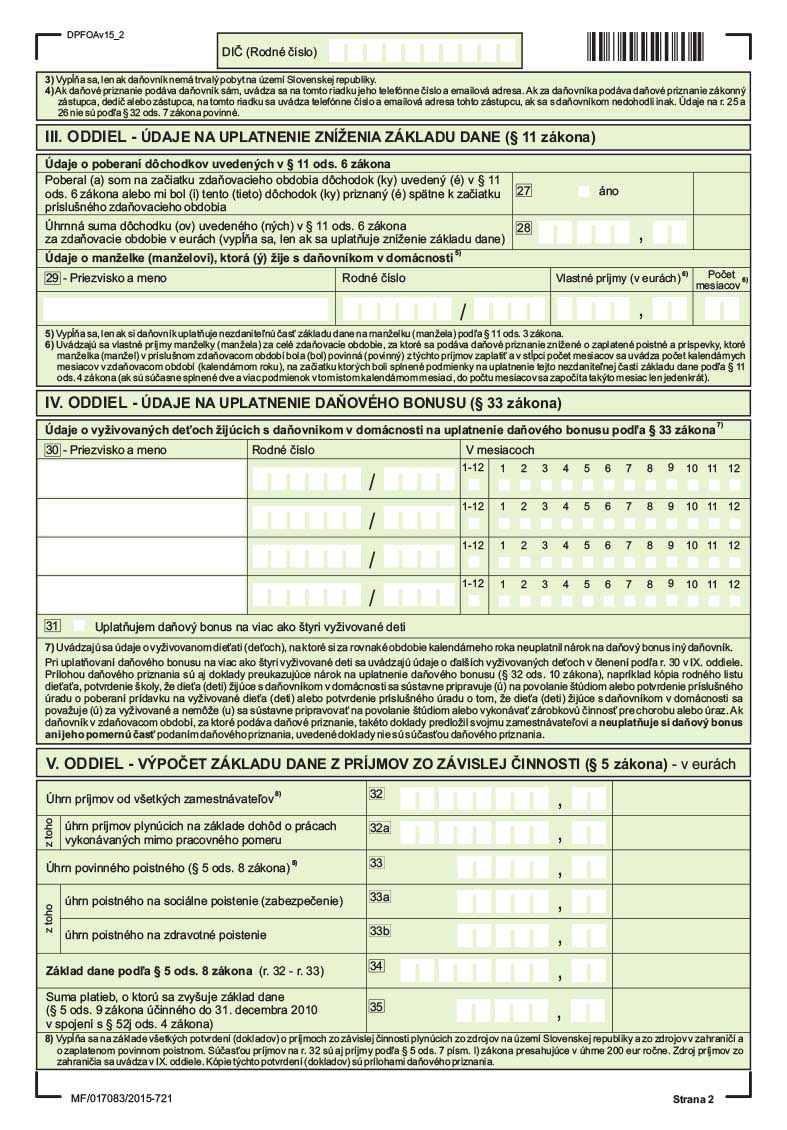 DPFOAv15_2
DIČ (Rodné číslo)
3) Vypĺňa sa, len ak daňovník nemá trvalý pobyt na území Slovenskej republiky.
4) Ak daňové priznanie podáva daňovník sám, uvádza sa na tomto riadku jeho telefónne číslo a emailová adresa. Ak za daňovníka podáva daňové priznanie zákonný
zástupca, dedič alebo zástupca, na tomto riadku sa uvádza telefónne číslo a emailová adresa tohto zástupcu, ak sa s daňovníkom nedohodli inak. Údaje na r. 25 a
26 nie sú podľa § 32 ods. 7 zákona povinné.
III. ODDIEL - ÚDAJE NA UPLATNENIE ZNÍŽENIA ZÁKLADU DANE (§ 11 zákona)
Údaje o poberaní dôchodkov uvedených v § 11 ods. 6 zákona
Poberal (a) som na začiatku zdaňovacieho obdobia dôchodok (ky) uvedený (é) v § 11
ods. 6 zákona alebo mi bol (i) tento (tieto) dôchodok (ky) priznaný (é) spätne k začiatku
príslušného zdaňovacieho obdobia
27 áno
Úhrnná suma dôchodku (ov) uvedeného (ných) v § 11 ods. 6 zákona
za zdaňovacie obdobie v eurách (vypĺňa sa, len ak sa uplatňuje zníženie základu dane)
28 ,
Údaje o manželke (manželovi), ktorá (ý) žije s daňovníkom v domácnosti 5)
29 - Priezvisko a meno Rodné číslo Vlastné príjmy (v eurách) 6) Počet mesiacov 6)
/ ,
5) Vypĺňa sa, len ak si daňovník uplatňuje nezdaniteľnú časť základu dane na manželku (manžela) podľa § 11 ods. 3 zákona.
6) Uvádzajú sa vlastné príjmy manželky (manžela) za celé zdaňovacie obdobie, za ktoré sa podáva daňové priznanie znížené o zaplatené poistné a príspevky, ktoré
manželka (manžel) v príslušnom zdaňovacom období bola (bol) povinná (povinný) z týchto príjmov zaplatiť a v stĺpci počet mesiacov sa uvádza počet kalendárnych
mesiacov v zdaňovacom období (kalendárnom roku), na začiatku ktorých boli splnené podmienky na uplatnenie tejto nezdaniteľnej časti základu dane podľa § 11
ods. 4 zákona (ak sú súčasne splnené dve a viac podmienok v tom istom kalendárnom mesiaci, do počtu mesiacov sa započíta takýto mesiac len jedenkrát).
IV. ODDIEL - ÚDAJE NA UPLATNENIE DAŇOVÉHO BONUSU (§ 33 zákona)
Údaje o vyživovaných deťoch žijúcich s daňovníkom v domácnosti na uplatnenie daňového bonusu podľa § 33 zákona 7)
30 - Priezvisko a meno Rodné číslo V mesiacoch
/ 1-12 1 2 3 4 5 6 7 8 9 10 11 12
/ 1-12 1 2 3 4 5 6 7 8 9 10 11 12
/ 1-12 1 2 3 4 5 6 7 8 9 10 11 12
/ 1-12 1 2 3 4 5 6 7 8 9 10 11 12
31 Uplatňujem daňový bonus na viac ako štyri vyživované deti
7) Uvádzajú sa údaje o vyživovanom dieťati (deťoch), na ktoré si za rovnaké obdobie kalendárneho roka neuplatnil nárok na daňový bonus iný daňovník.
Pri uplatňovaní daňového bonusu na viac ako štyri vyživované deti sa uvádzajú údaje o ďalších vyživovaných deťoch v členení podľa r. 30 v IX. oddiele.
Prílohou daňového priznania sú aj doklady preukazujúce nárok na uplatnenie daňového bonusu (§ 32 ods. 10 zákona), napríklad kópia rodného listu
dieťaťa, potvrdenie školy, že dieťa (deti) žijúce s daňovníkom v domácnosti sa sústavne pripravuje (ú) na povolanie štúdiom alebo potvrdenie príslušného
úradu o poberaní prídavku na vyživované dieťa (deti) alebo potvrdenie príslušného úradu o tom, že dieťa (deti) žijúce s daňovníkom v domácnosti sa
považuje (ú) za vyživované a nemôže (u) sa sústavne pripravovať na povolanie štúdiom alebo vykonávať zárobkovú činnosť pre chorobu alebo úraz. Ak
daňovník v zdaňovacom období, za ktoré podáva daňové priznanie, takéto doklady predložil svojmu zamestnávateľovi a neuplatňuje si daňový bonus
ani jeho pomernú časť podaním daňového priznania, uvedené doklady nie sú súčasťou daňového priznania.
V. ODDIEL - VÝPOČET ZÁKLADU DANE Z PRÍJMOV ZO ZÁVISLEJ ČINNOSTI (§ 5 zákona) - v eurách
Úhrn príjmov od všetkých zamestnávateľov 8) 32 ,
z toho
úhrn príjmov plynúcich na základe dohôd o prácach
vykonávaných mimo pracovného pomeru
32a ,
Úhrn povinného poistného (§ 5 ods. 8 zákona) 8) 33 ,
z toho
úhrn poistného na sociálne poistenie (zabezpečenie) 33a ,
úhrn poistného na zdravotné poistenie 33b ,
Základ dane podľa § 5 ods. 8 zákona (r. 32 - r. 33) 34 ,
Suma platieb, o ktorú sa zvyšuje základ dane
(§ 5 ods. 9 zákona účinného do 31. decembra 2010
v spojení s § 52j ods. 4 zákona)
35 ,
8) Vypĺňa sa na základe všetkých potvrdení (dokladov) o príjmoch zo závislej činnosti plynúcich zo zdrojov na území Slovenskej republiky a zo zdrojov v zahraničí a
o zaplatenom povinnom poistnom. Súčasťou príjmov na r. 32 sú aj príjmy podľa § 5 ods. 7 písm. l) zákona presahujúce v úhrne 200 eur ročne. Zdroj príjmov zo
zahraničia sa uvádza v IX. oddiele. Kópie týchto potvrdení (dokladov) sú prílohami daňového priznania.
MF/017083/2015-721
Strana 2